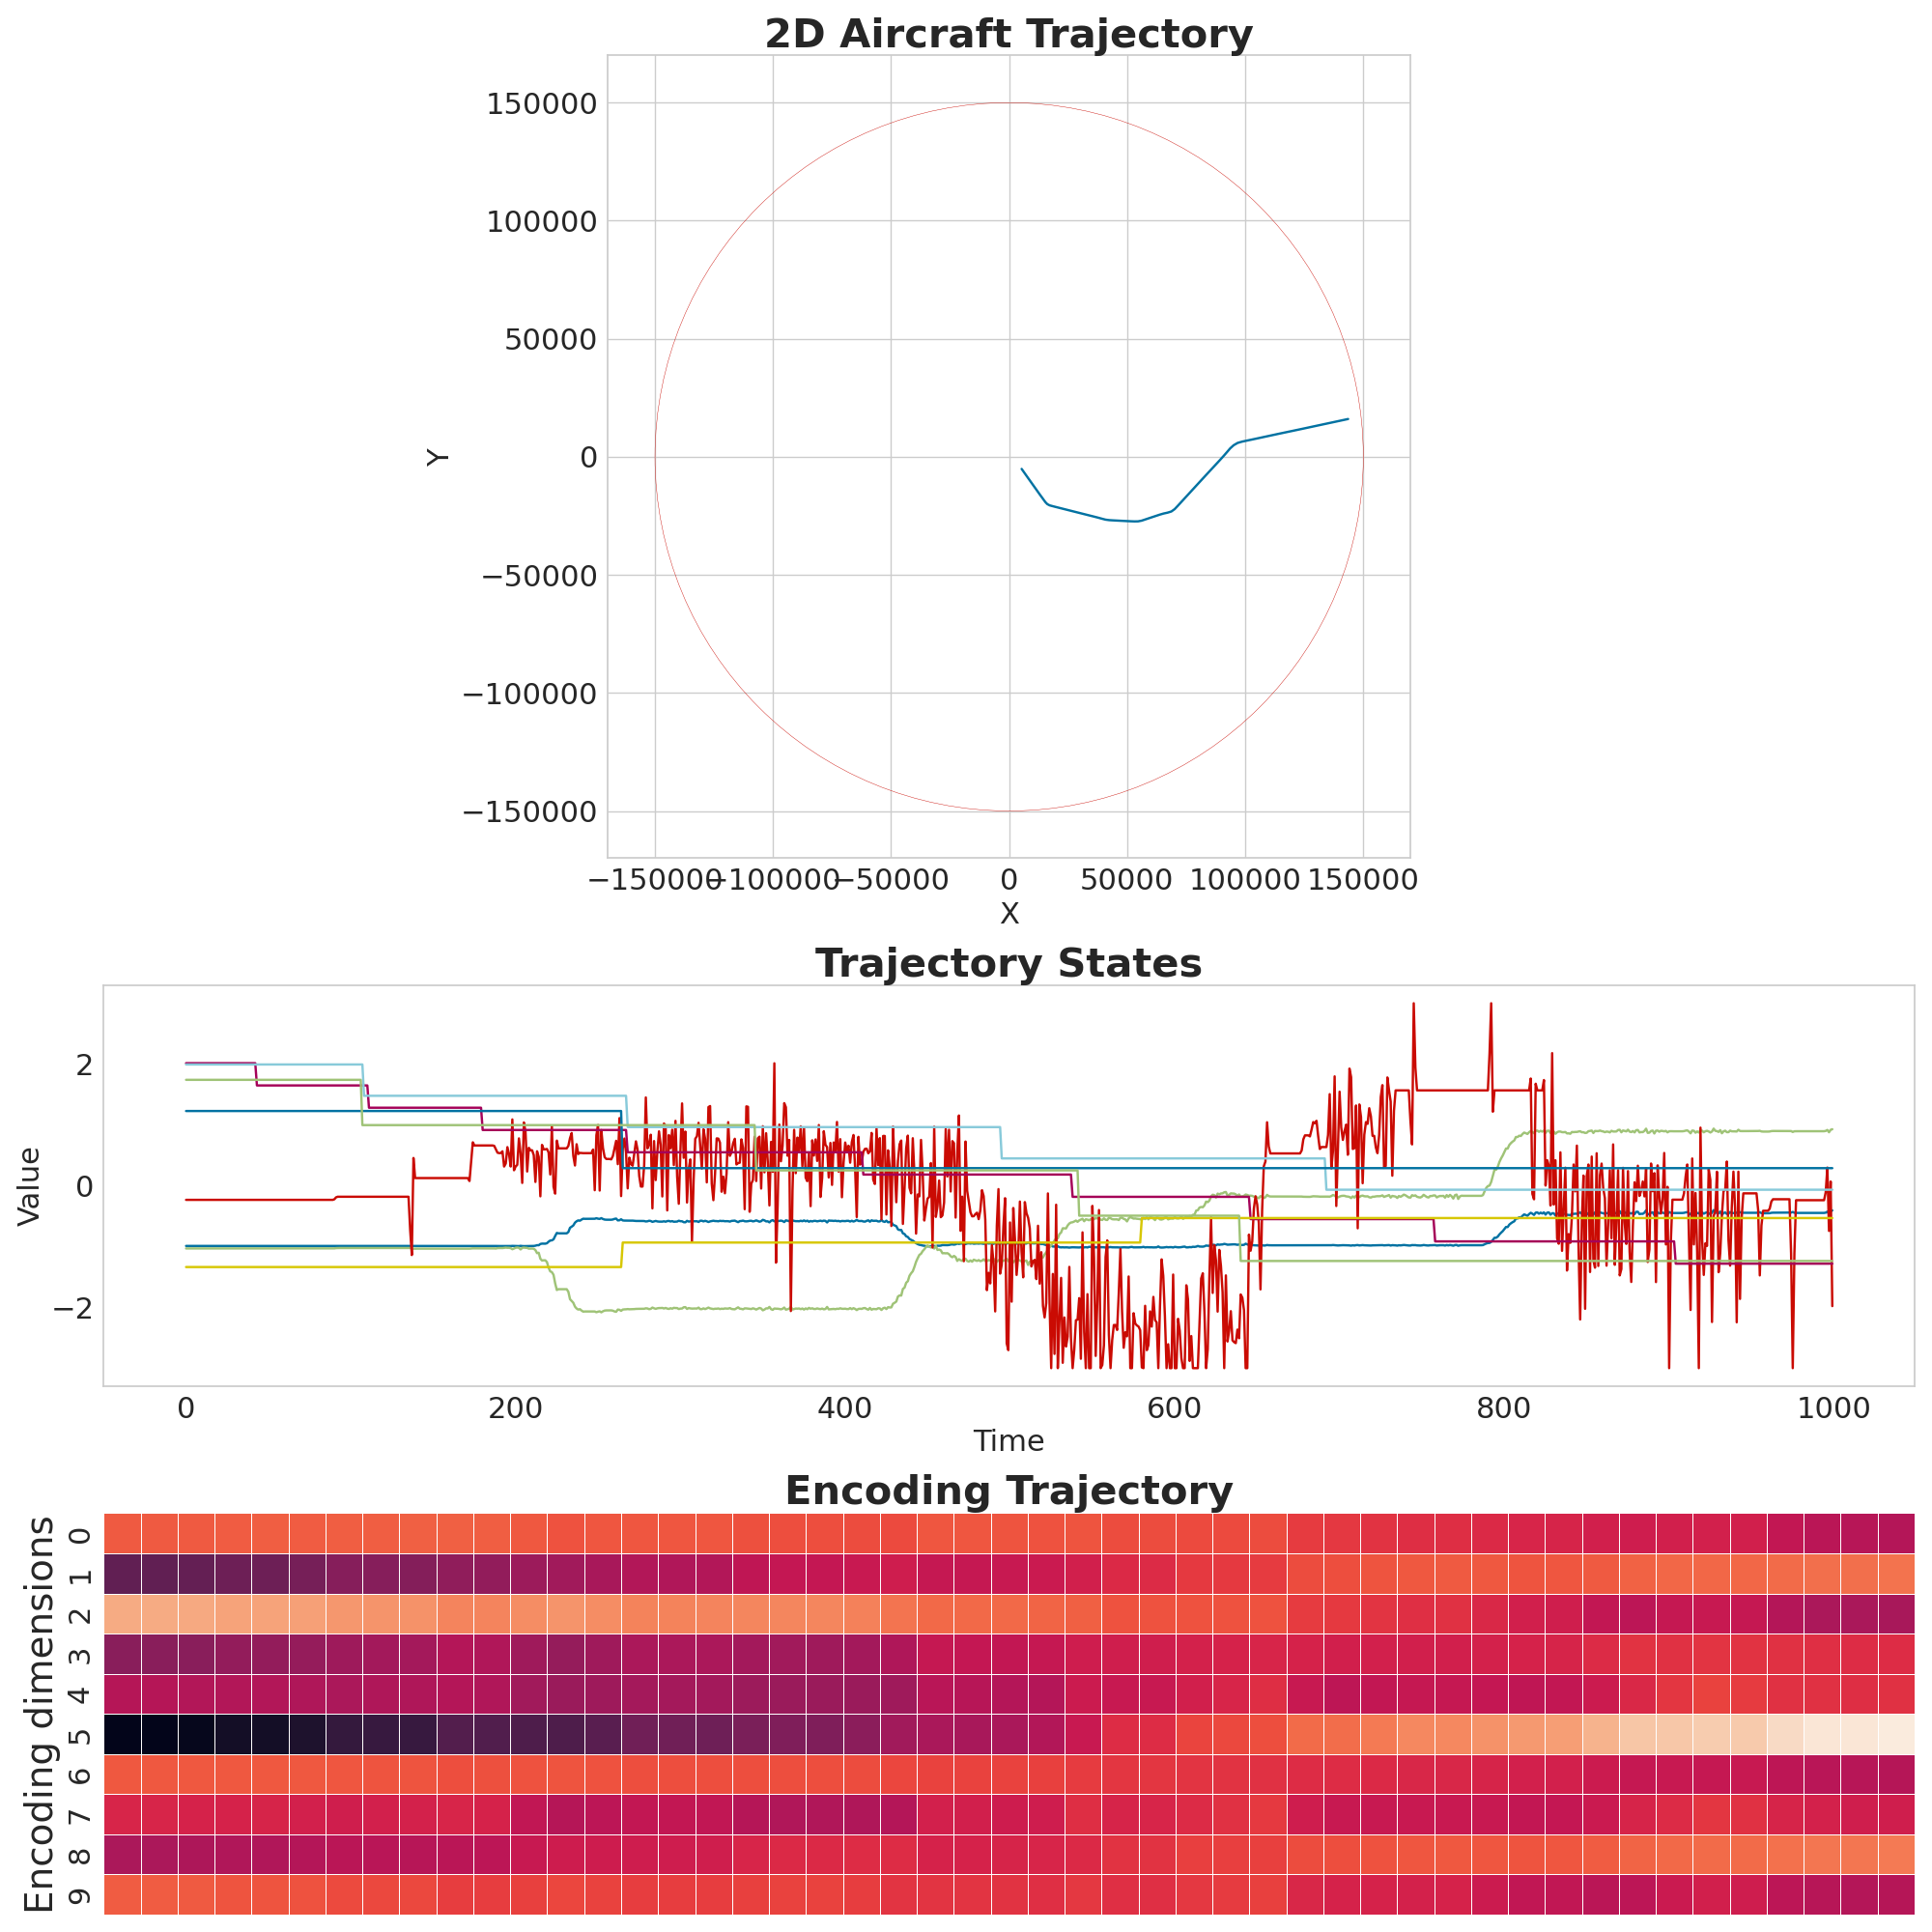 2D Aircraft Trajectory
150000
100000
50000
0
−50000
−100000
−150000
Y
−150000 −100000 −50000 0 50000 100000 150000
X
Trajectory States
2
0
−2
Value
0 200 400 600 800 1000
Time
Encoding Trajectory
Encoding dimensions
0
1
2
3
4
5
6
7
8
9